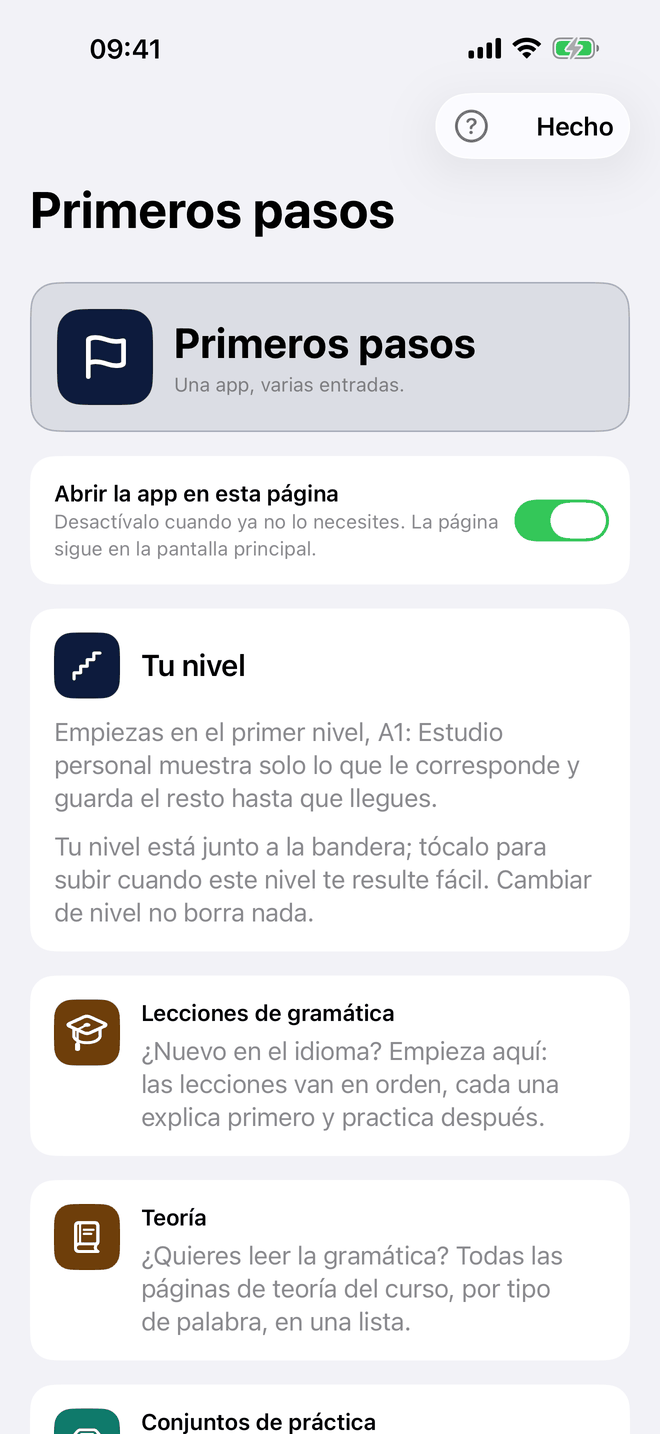 09:41
? Hecho
Primeros pasos
Primeros pasos
Una app, varias entradas.
Abrir la app en esta página
Desactívalo cuando ya no lo necesites. La página
sigue en la pantalla principal.
Tu nivel
Empiezas en el primer nivel, A1: Estudio
personal muestra solo lo que le corresponde y
guarda el resto hasta que llegues.
Tu nivel está junto a la bandera; tócalo para
subir cuando este nivel te resulte fácil. Cambiar
de nivel no borra nada.
Lecciones de gramática
¿Nuevo en el idioma? Empieza aquí:
las lecciones van en orden, cada una
explica primero y practica después.
Teoría
¿Quieres leer la gramática? Todas las
páginas de teoría del curso, por tipo
de palabra, en una lista.
Conjuntos de práctica